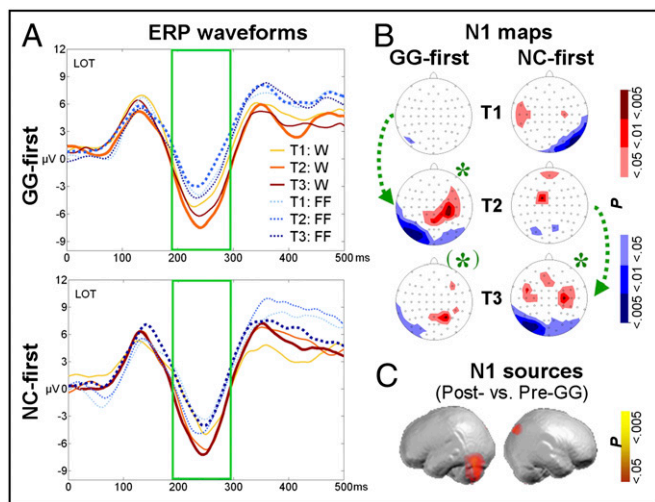 A
ERP waveforms
GG-first
12
9
6
3
µV 0
-3
-6
-9
LOT
T1: W
T2: W
T3: W
T1: FF
T2: FF
T3: FF
0 100 200 300 400 500 ms
NC-first
12
9
6
3
µV 0
-3
-6
-9
LOT
0 100 200 300 400 500ms
B
N1 maps
GG-first NC-first
T1
*
T2
(*)
*
T3
<.005
<.01
<.05
P
<.05
<.01
<.005
C
N1 sources
(Post- vs. Pre-GG)
<.005
P
<.05